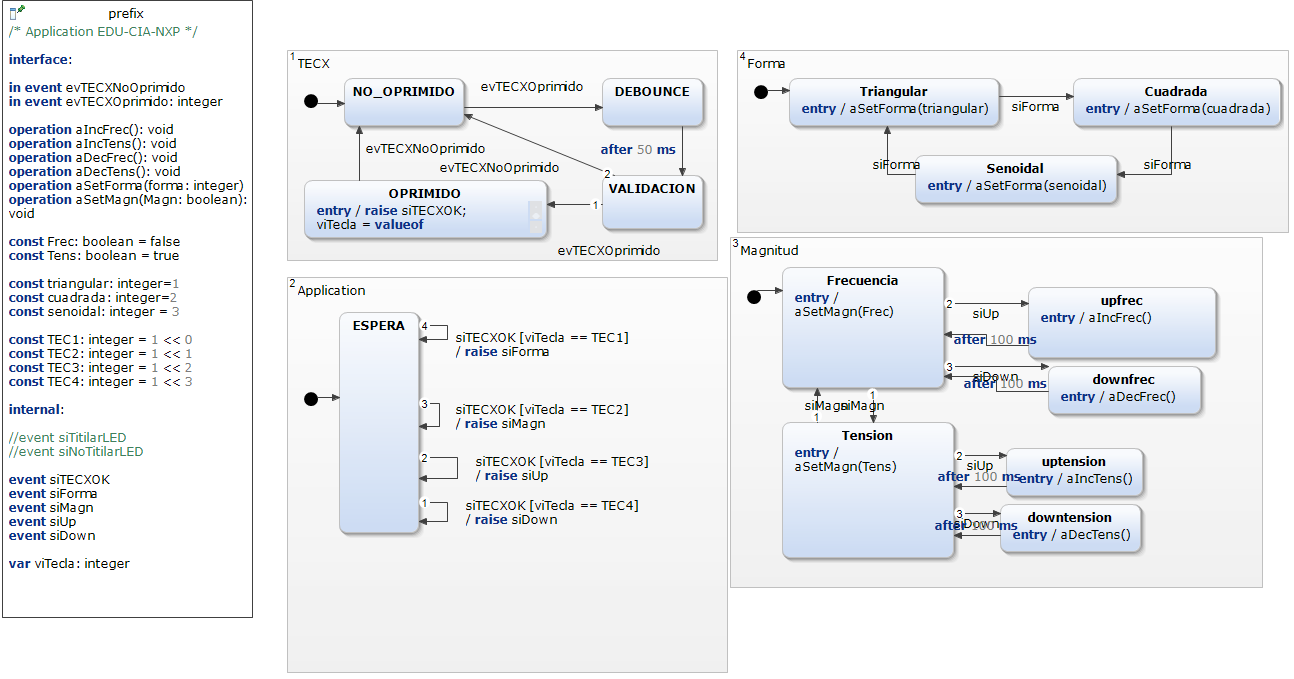 prefix
/* Application EDU-CIA-NXP */
interface:
in event evTECXNoOprimido
in event evTECXOprimido: integer
operation aIncFrec(): void
operation aIncTens(): void
operation aDecFrec(): void
operation aDecTens(): void
operation aSetForma(forma: integer)
operation aSetMagn(Magn: boolean):
void
const Frec: boolean = false
const Tens: boolean = true
const triangular: integer=1
const cuadrada: integer=2
const senoidal: integer = 3
const TEC1: integer = 1 << 0
const TEC2: integer = 1 << 1
const TEC3: integer = 1 << 2
const TEC4: integer = 1 << 3
internal:
//event siTitilarLED
//event siNoTitilarLED
event siTECXOK
event siForma
event siMagn
event siUp
event siDown
var viTecla: integer
1
TECX
NO_OPRIMIDO
evTECXOprimido
DEBOUNCE
after 50 ms
evTECXNoOprimido
evTECXNoOprimido
2
VALIDACION
1
OPRIMIDO
entry / raise siTECXOK;
viTecla = valueof
evTECXOprimido
2
Application
ESPERA
4
siTECXOK [viTecla == TEC1]
/ raise siForma
3
siTECXOK [viTecla == TEC2]
/ raise siMagn
2
siTECXOK [viTecla == TEC3]
/ raise siUp
1
siTECXOK [viTecla == TEC4]
/ raise siDown
4
Forma
Triangular
entry / aSetForma(triangular)
siForma
Cuadrada
entry / aSetForma(cuadrada)
siForma
siForma
Senoidal
entry / aSetForma(senoidal)
3
Magnitud
Frecuencia
entry /
aSetMagn(Frec)
2
siUp
upfrec
entry / aIncFrec()
after 100 ms
3
siDown
after 100 ms
downfrec
entry / aDecFrec()
1
siMagn
siMagn
1
Tension
entry /
aSetMagn(Tens)
2
siUp
after 100 ms
uptension
entry / aIncTens()
3
siDown
after 100 ms
downtension
entry / aDecTens()